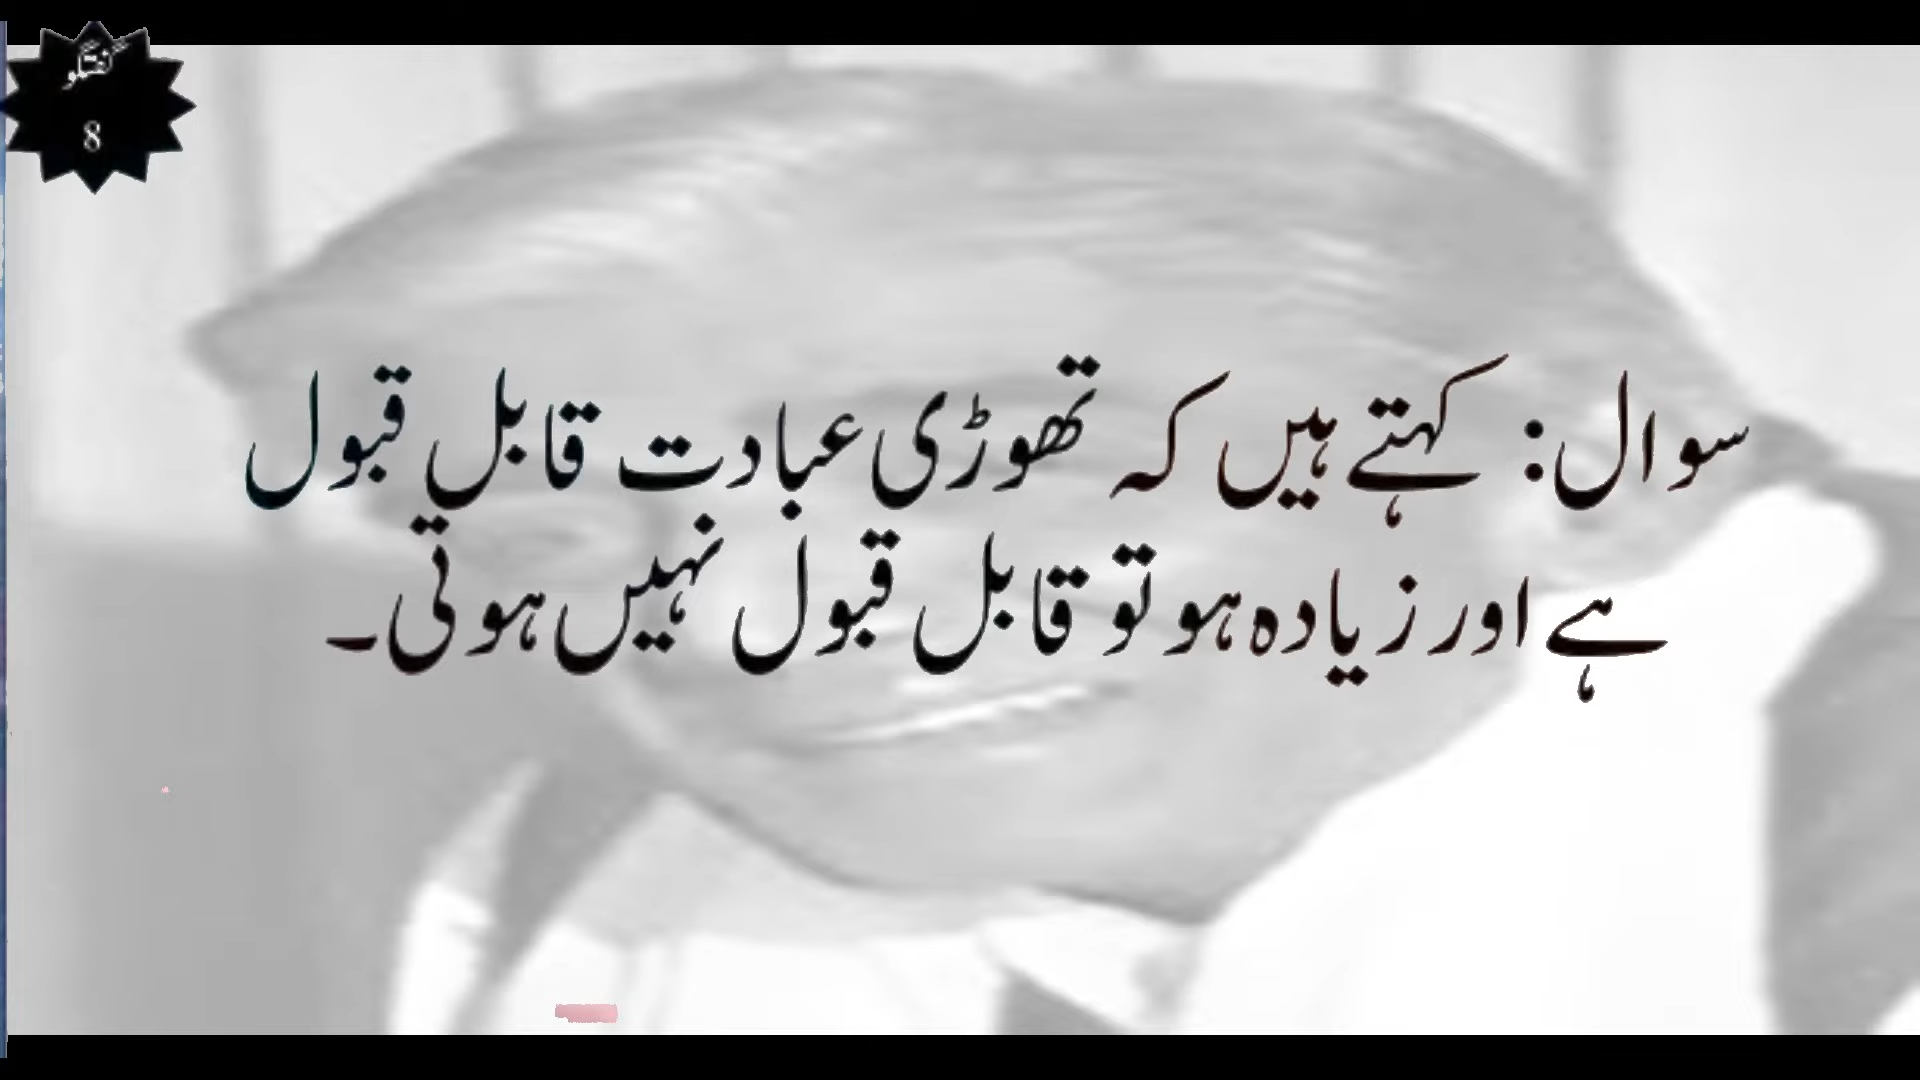 گفتگو
8
سوال: کہتے ہیں کہ تھوڑی عبادت قابل قبول
ہے اور زیادہ ہو تو قابل قبول نہیں ہوتی۔